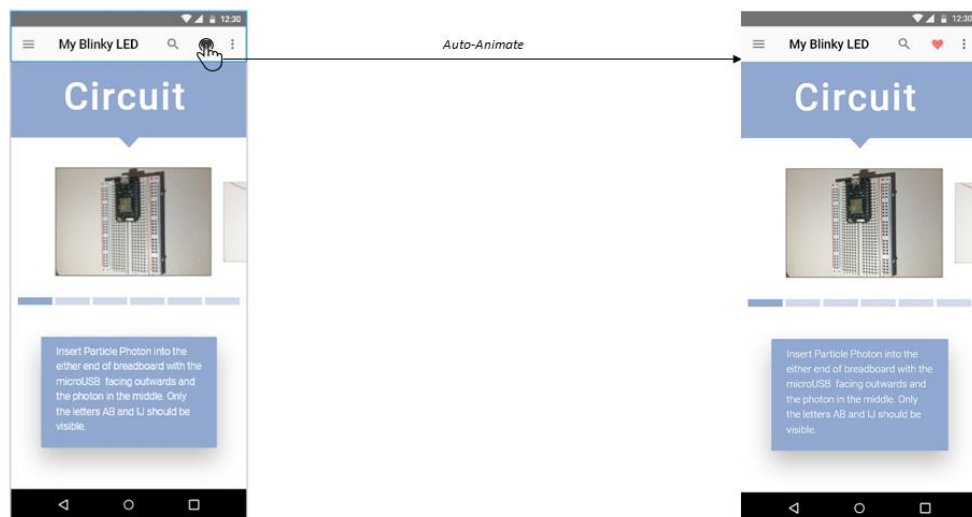 12:30
My Blinky LED
Circuit
Insert Particle Photon into the
either end of breadboard with the
microUSB facing outwards and
the photon in the middle. Only
the letters AB and IJ should be
visible.
Auto-Animate
12:30
My Blinky LED
Circuit
Insert Particle Photon into the
either end of breadboard with the
microUSB facing outwards and
the photon in the middle. Only
the letters AB and IJ should be
visible.